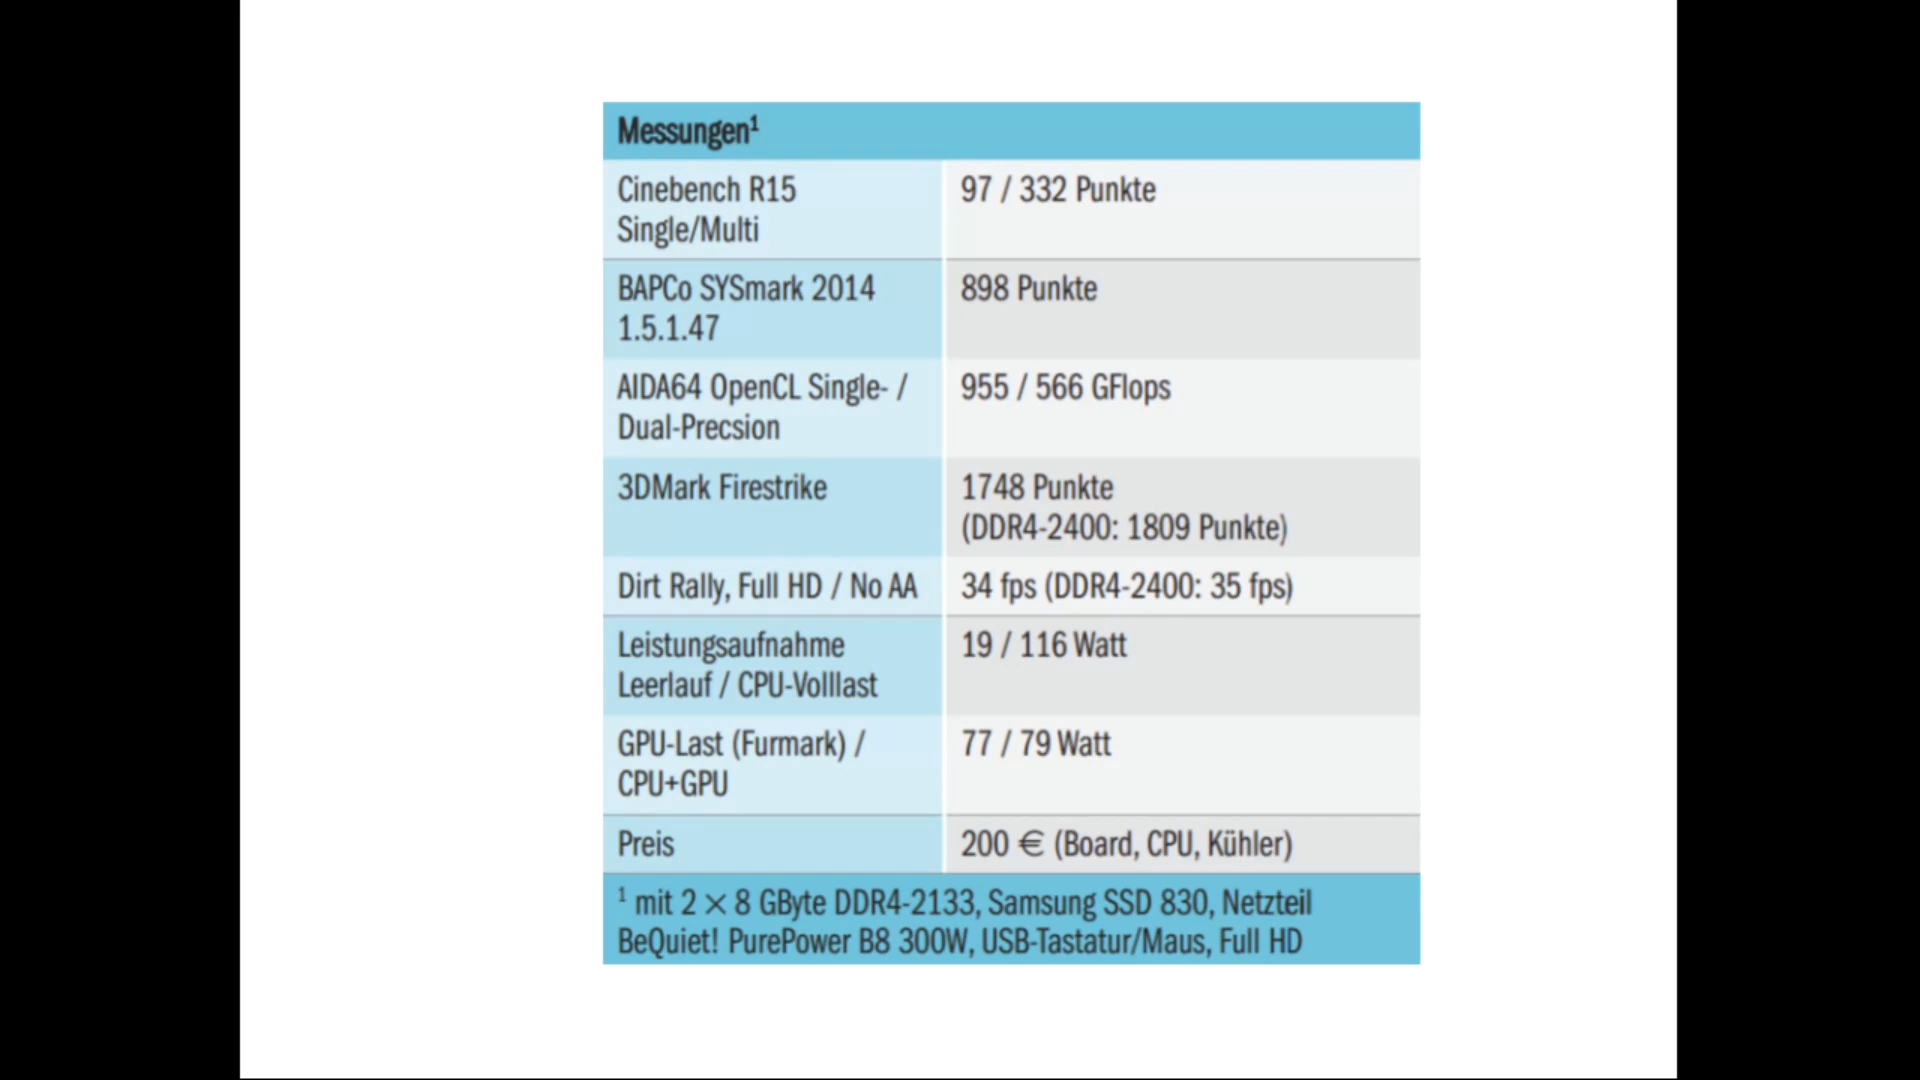 Messungen¹
Cinebench R15
Single/Multi
97 / 332 Punkte
BAPCo SYSmark 2014
1.5.1.47
898 Punkte
AIDA64 OpenCL Single- /
Dual-Precsion
955 / 566 GFlops
3DMark Firestrike
1748 Punkte
(DDR4-2400: 1809 Punkte)
Dirt Rally, Full HD / No AA
34 fps (DDR4-2400: 35 fps)
Leistungsaufnahme
Leerlauf / CPU-Volllast
19 / 116 Watt
GPU-Last (Furmark) /
CPU+GPU
77 / 79 Watt
Preis
200 € (Board, CPU, Kühler)
¹ mit 2 × 8 GByte DDR4-2133, Samsung SSD 830, Netzteil
BeQuiet! PurePower B8 300W, USB-Tastatur/Maus, Full HD